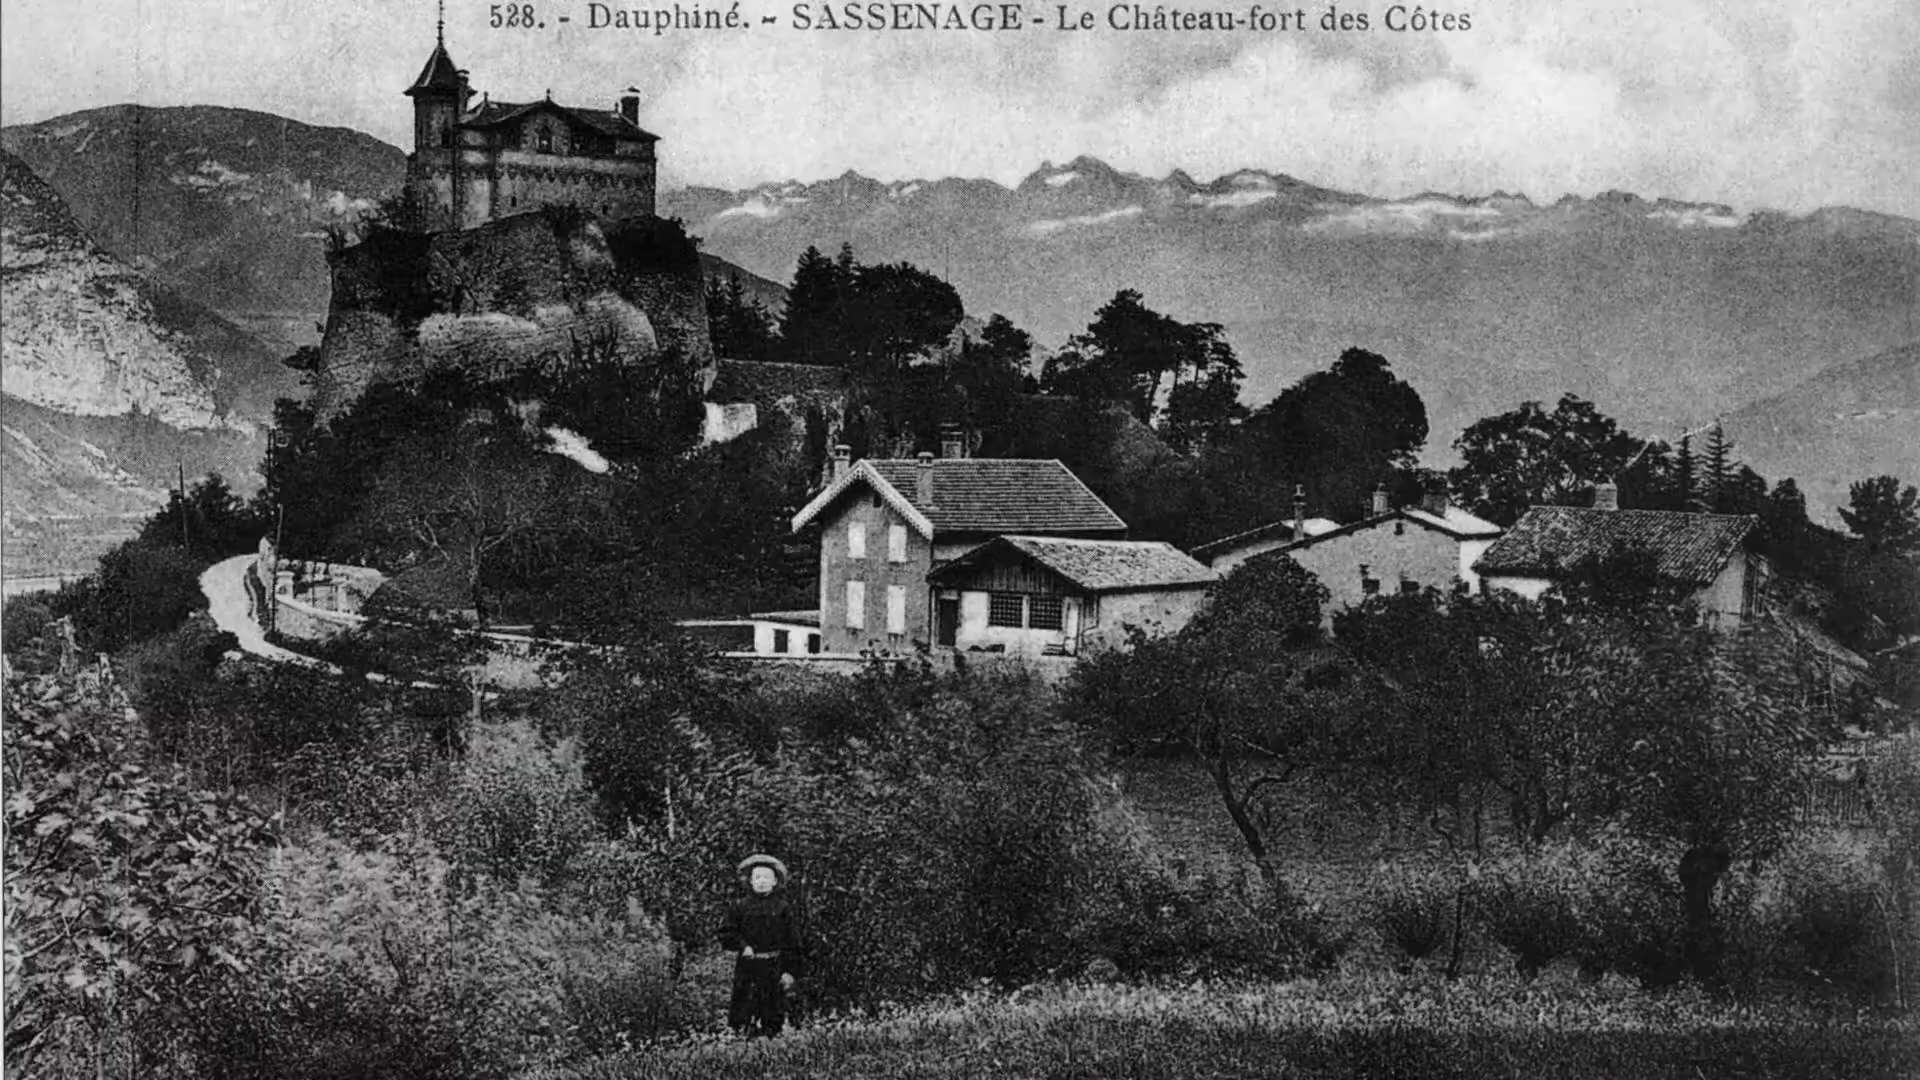 528. - Dauphiné. - SASSENAGE - Le Château-fort des Côtes